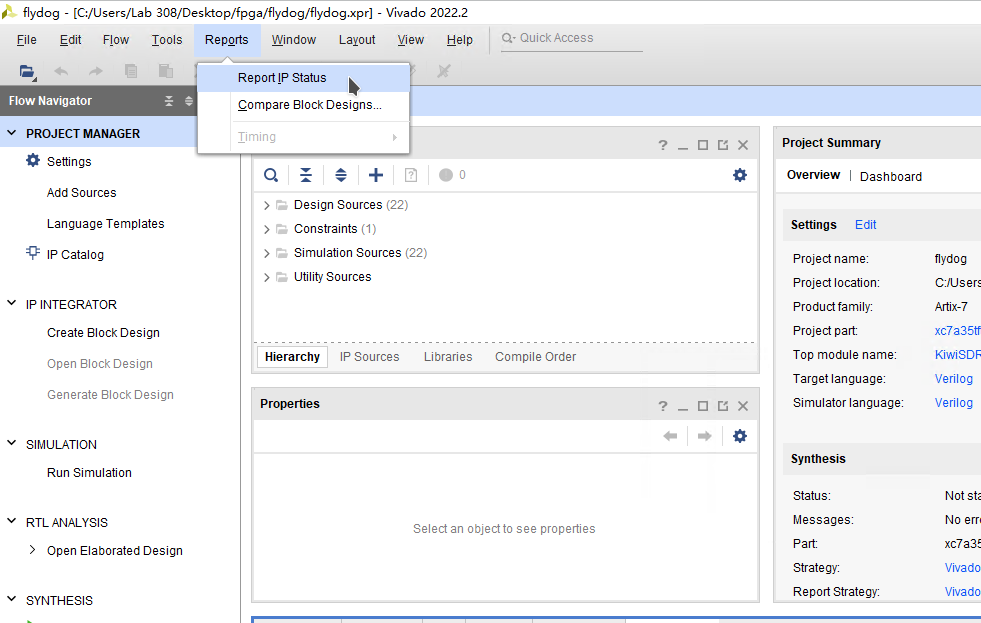 flydog - [C:/Users/Lab 308/Desktop/fpga/flydog/flydog.xpr] - Vivado 2022.2
File Edit Flow Tools Reports Window Layout View Help Quick Access
Report IP Status
Compare Block Designs...
Timing
Flow Navigator
PROJECT MANAGER
Settings
Add Sources
Language Templates
IP Catalog
IP INTEGRATOR
Create Block Design
Open Block Design
Generate Block Design
SIMULATION
Run Simulation
RTL ANALYSIS
Open Elaborated Design
SYNTHESIS
? 0
Design Sources (22)
Constraints (1)
Simulation Sources (22)
Utility Sources
Hierarchy IP Sources Libraries Compile Order
Properties
Select an object to see properties
Project Summary
Overview | Dashboard
Settings Edit
Project name: flydog
Project location: C:/Users
Product family: Artix-7
Project part: xc7a35tf
Top module name: KiwiSDR
Target language: Verilog
Simulator language: Verilog
Synthesis
Status: Not sta
Messages: No erro
Part: xc7a35
Strategy: Vivado
Report Strategy: Vivado